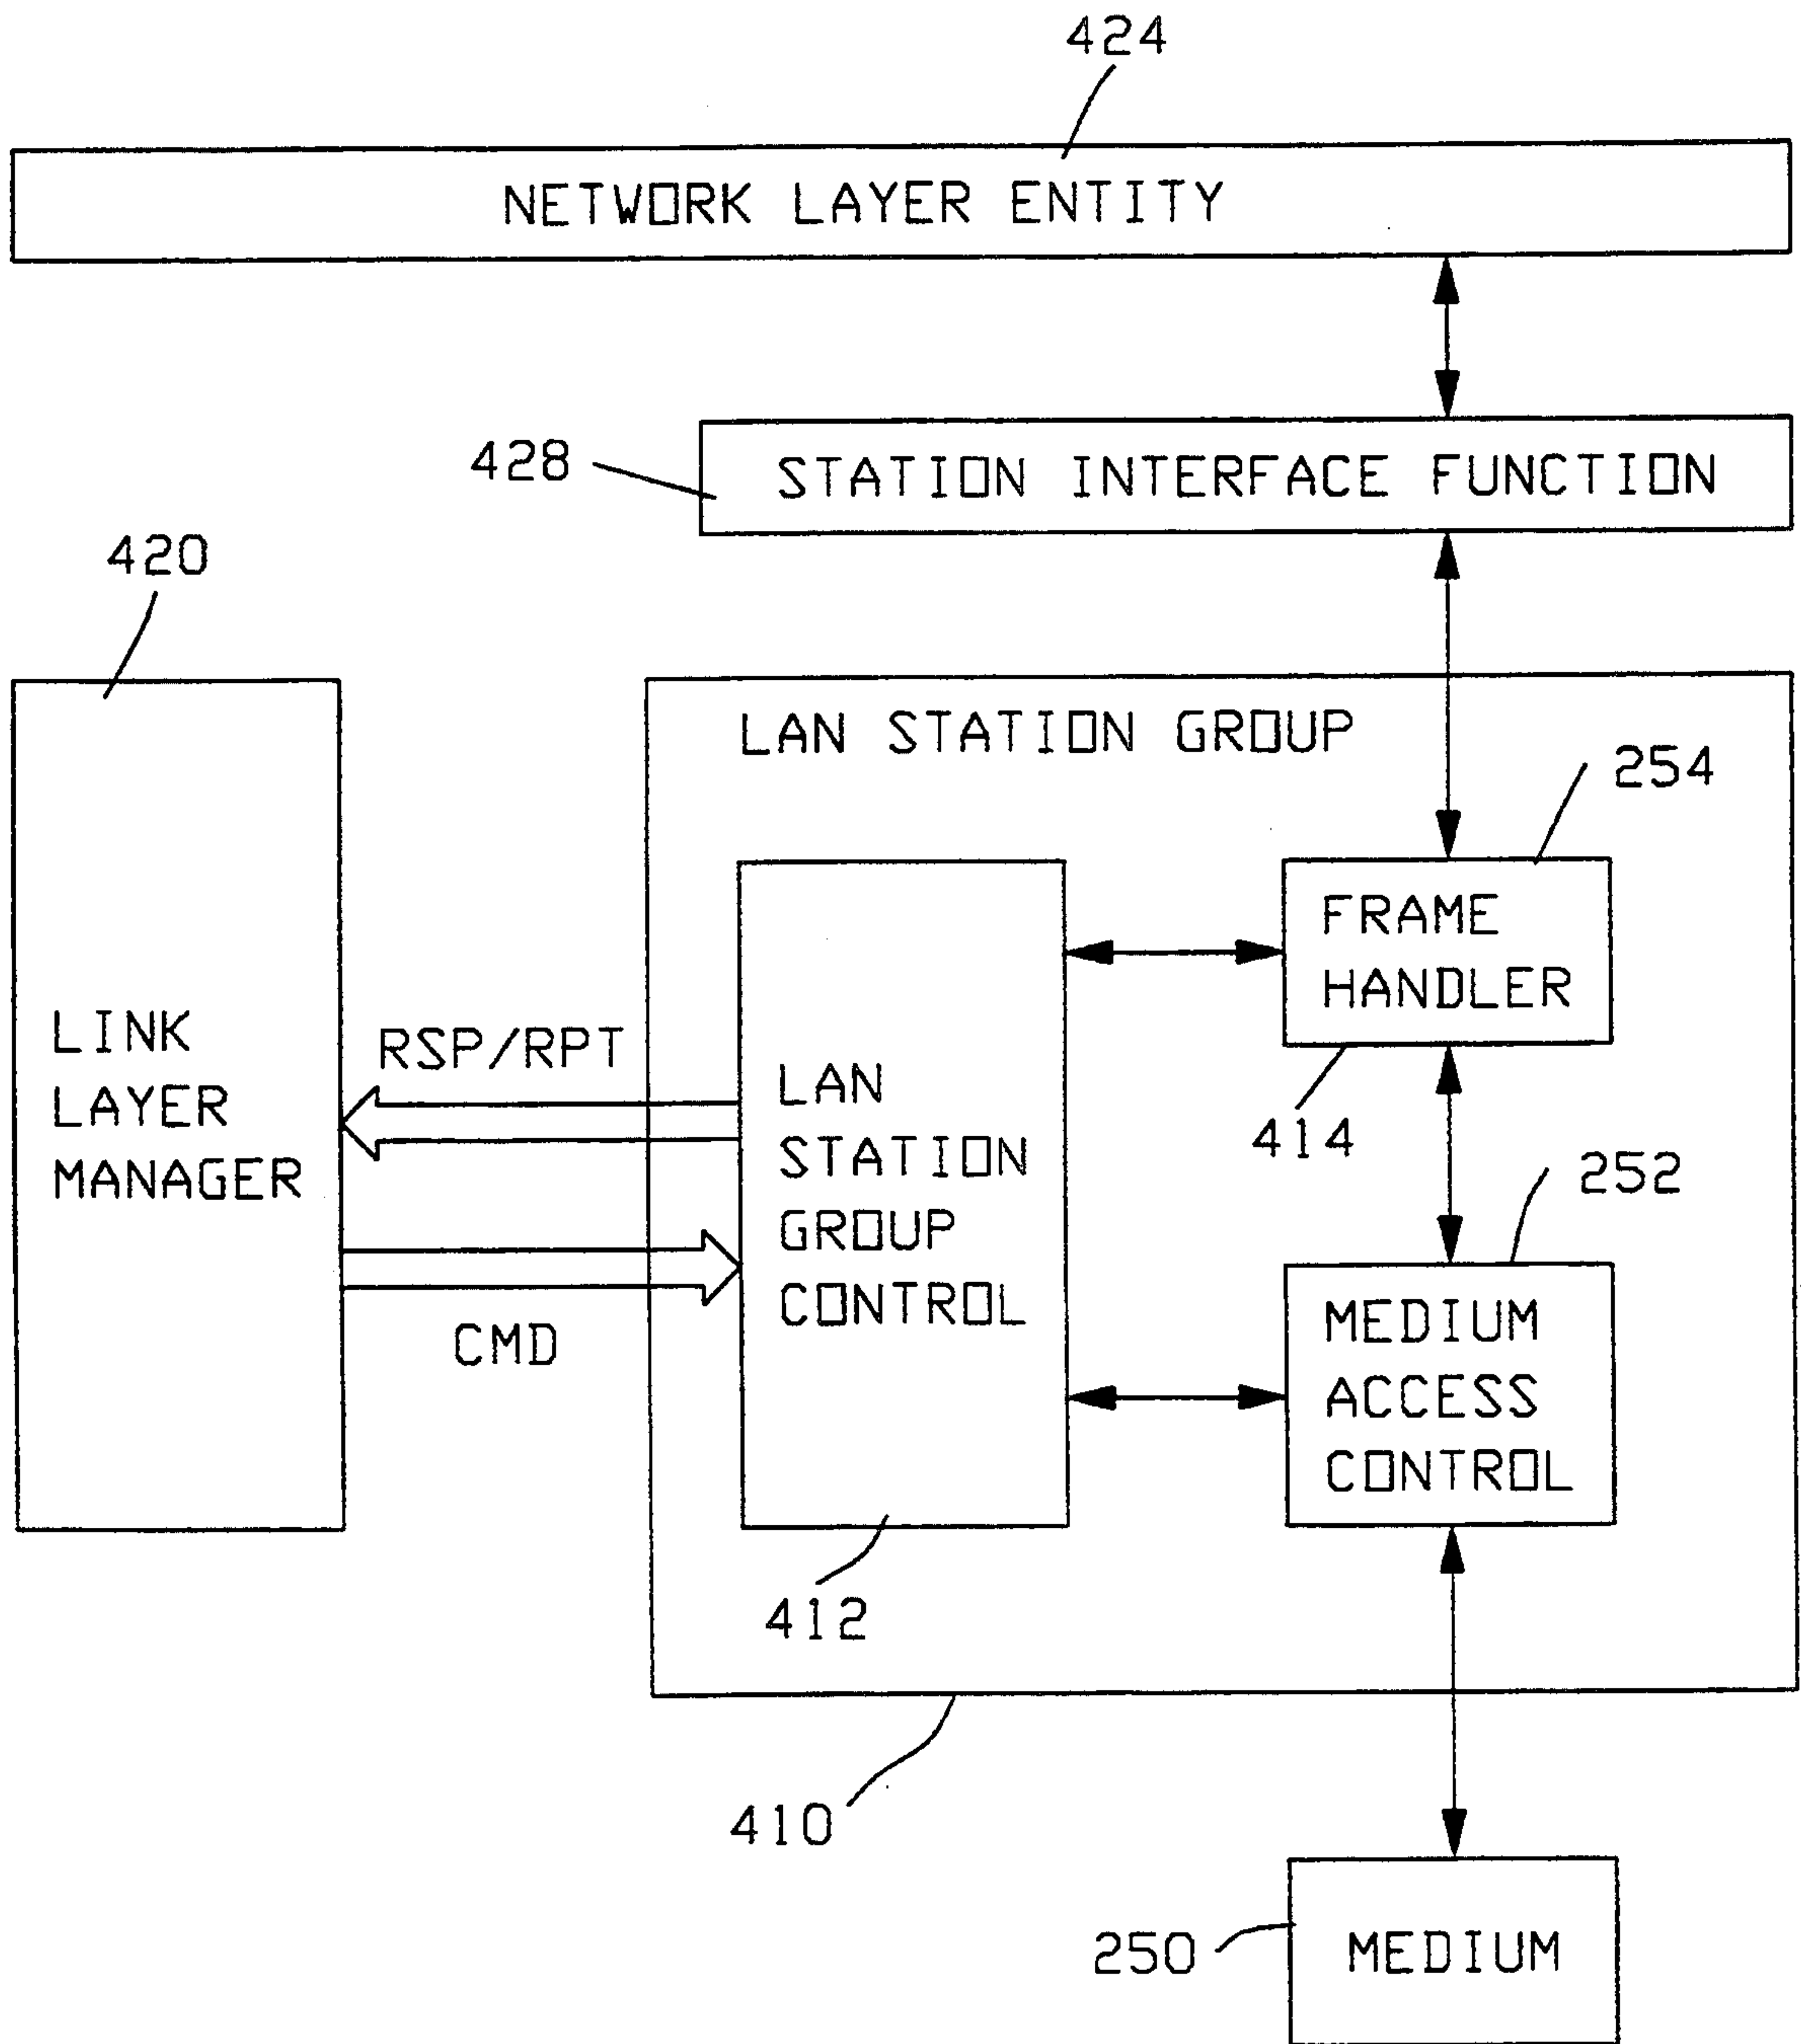 424
NETWORK LAYER ENTITY
428
STATION INTERFACE FUNCTION
420
LAN STATION GROUP
254
FRAME
HANDLER
LINK
LAYER
MANAGER
RSP/RPT
CMD
LAN
STATION
GROUP
CONTROL
414
252
MEDIUM
ACCESS
CONTROL
412
410
250
MEDIUM